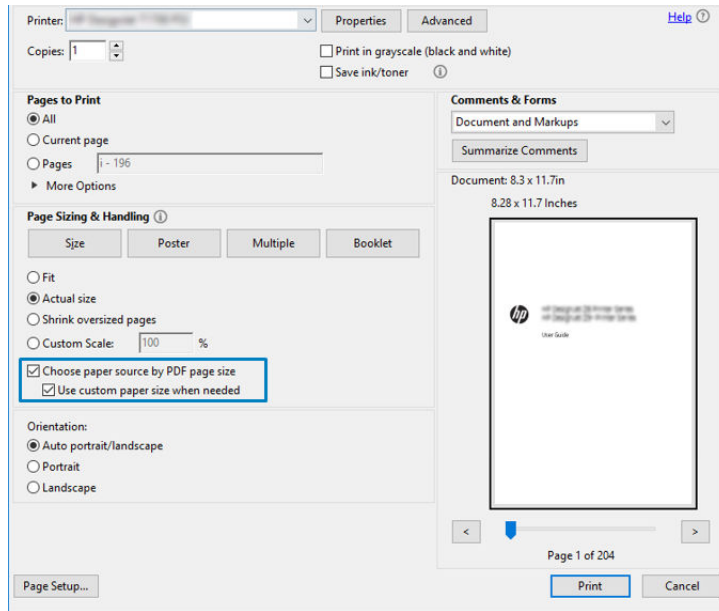 Printer:
Properties
Advanced
Help
Copies: 1
Print in grayscale (black and white)
Save ink/toner
Pages to Print
All
Current page
Pages i - 196
More Options
Page Sizing & Handling
Size Poster Multiple Booklet
Fit
Actual size
Shrink oversized pages
Custom Scale: 100 %
Choose paper source by PDF page size
Use custom paper size when needed
Orientation:
Auto portrait/landscape
Portrait
Landscape
Comments & Forms
Document and Markups
Summarize Comments
Document: 8.3 x 11.7in
8.28 x 11.7 Inches
hp
User Guide
< >
Page 1 of 204
Page Setup...
Print
Cancel